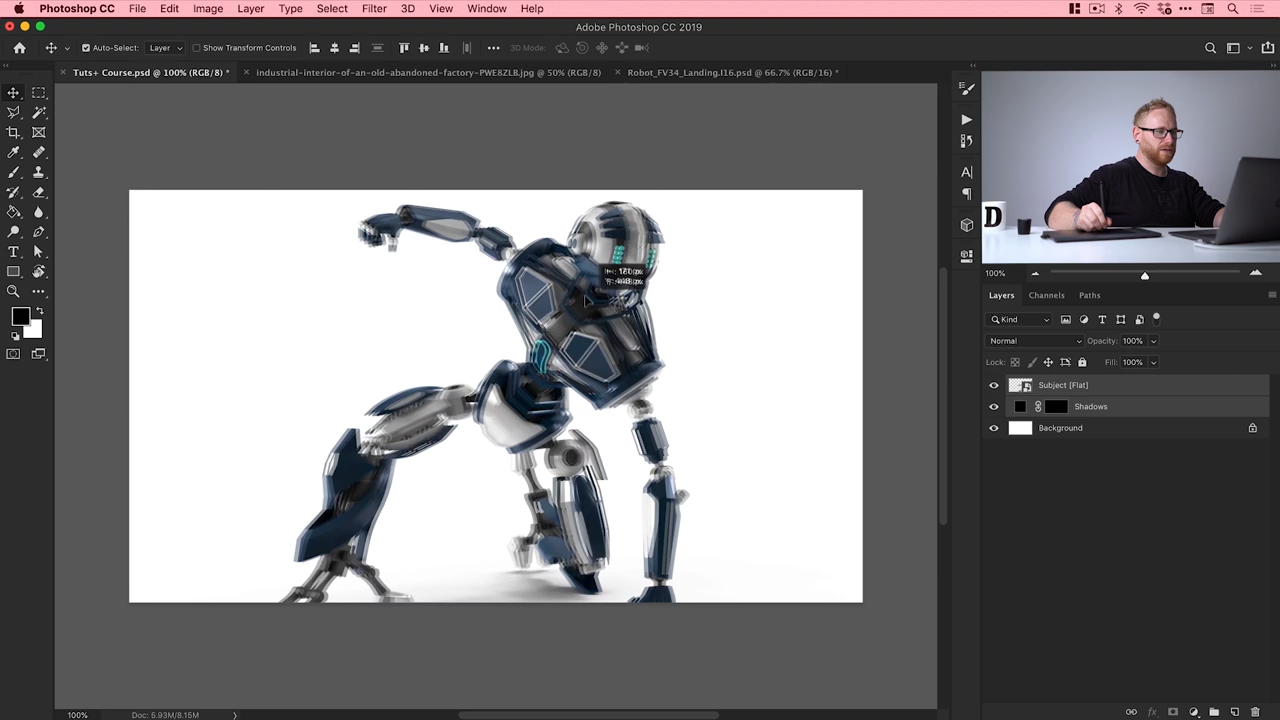 Photoshop CC File Edit Image Layer Type Select Filter 3D View Window Help
Adobe Photoshop CC 2019
Auto-Select: Layer Show Transform Controls 3D Mode:
Tuts+ Course.psd @ 100% (RGB/8) * industrial-interior-of-an-old-abandoned-factory-PWE8ZLB.jpg @ 50% (RGB/8) Robot_FV34_Landing.I16.psd @ 66.7% (RGB/16) *
D
100%
Layers Channels Paths
Kind
Normal Opacity: 100%
Lock: Fill: 100%
Subject [Flat]
Shadows
Background
100% Doc: 5.93M/8.15M